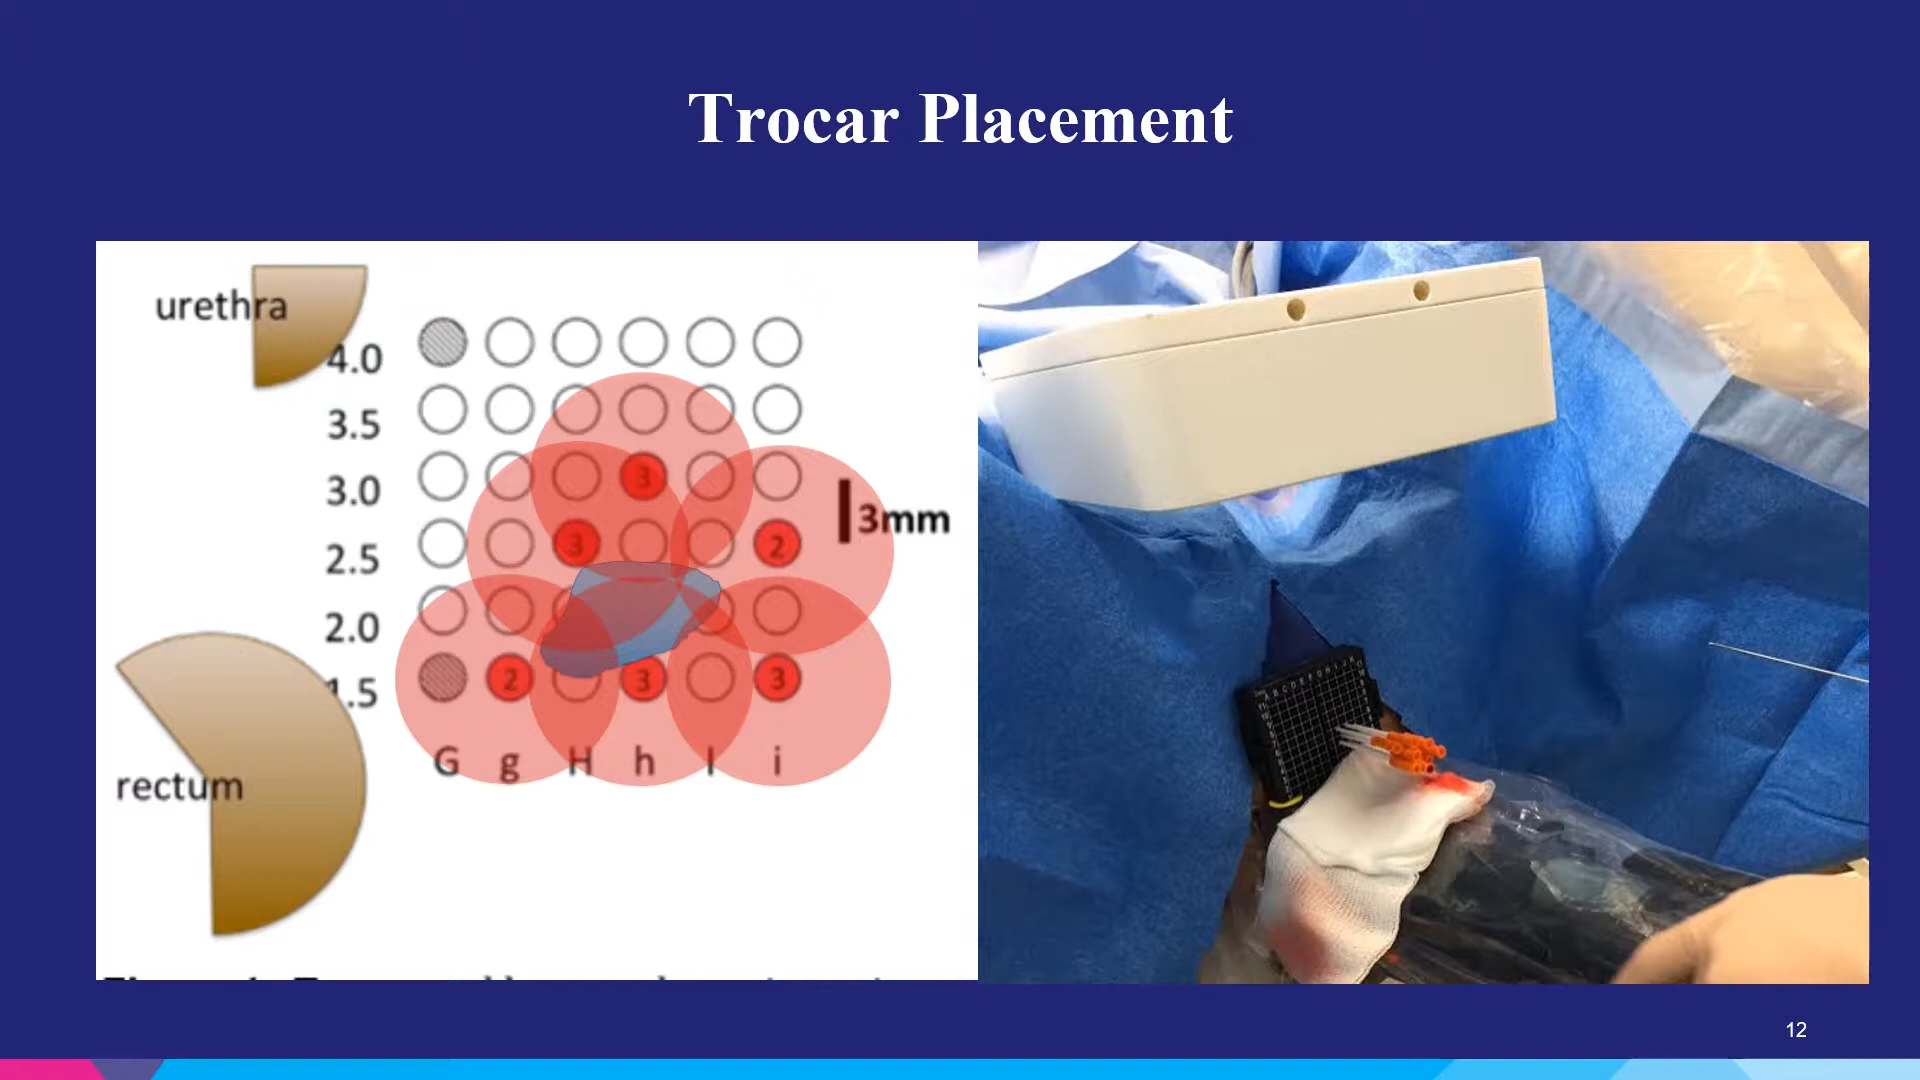 Trocar Placement
urethra
4.0
3.5
3.0
3
3mm
2.5
3
2
2.0
1.5
2
3
3
G g H h I i
rectum
12